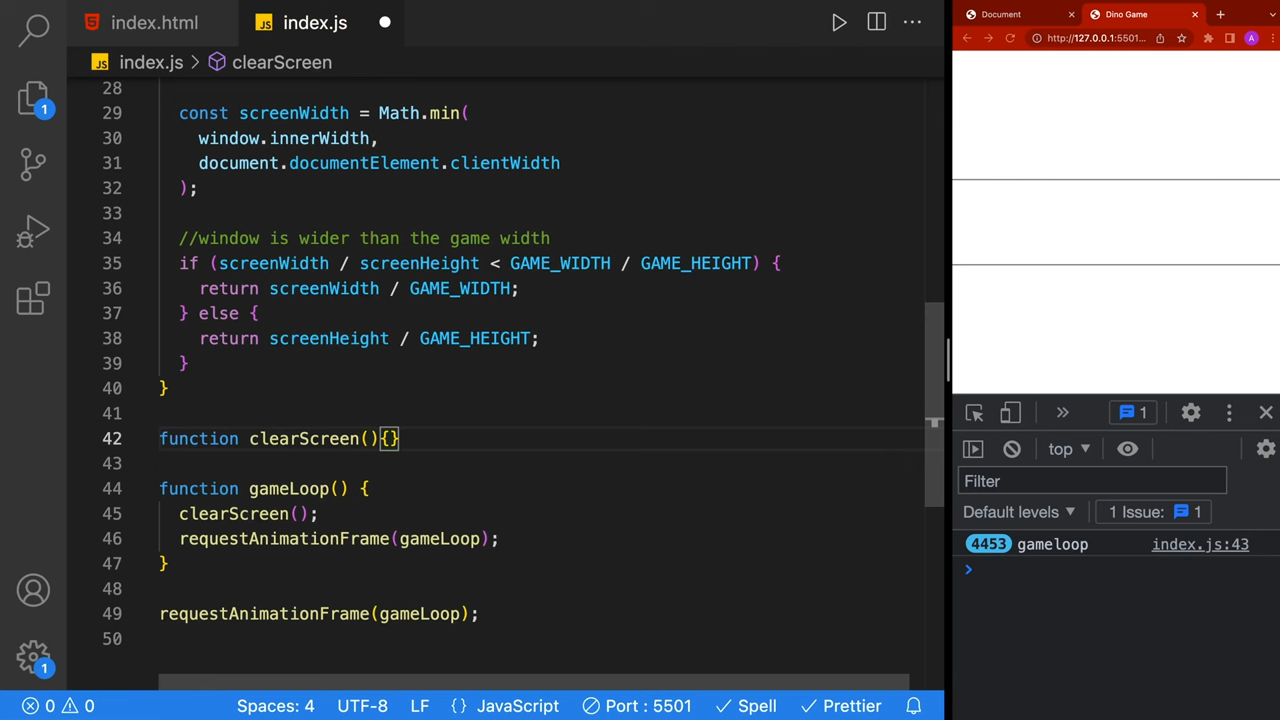 index.html
JS index.js
JS index.js > clearScreen
28
29 const screenWidth = Math.min(
30 window.innerWidth,
31 document.documentElement.clientWidth
32 );
33
34 //window is wider than the game width
35 if (screenWidth / screenHeight < GAME_WIDTH / GAME_HEIGHT) {
36 return screenWidth / GAME_WIDTH;
37 } else {
38 return screenHeight / GAME_HEIGHT;
39 }
40 }
41
42 function clearScreen(){}
43
44 function gameLoop() {
45 clearScreen();
46 requestAnimationFrame(gameLoop);
47 }
48
49 requestAnimationFrame(gameLoop);
50
1
1
0 0 Spaces: 4 UTF-8 LF {} JavaScript Port : 5501 Spell Prettier
Document Dino Game
http://127.0.0.1:5501... A
1
top
Filter
Default levels 1 Issue: 1
4453 gameloop index.js:43